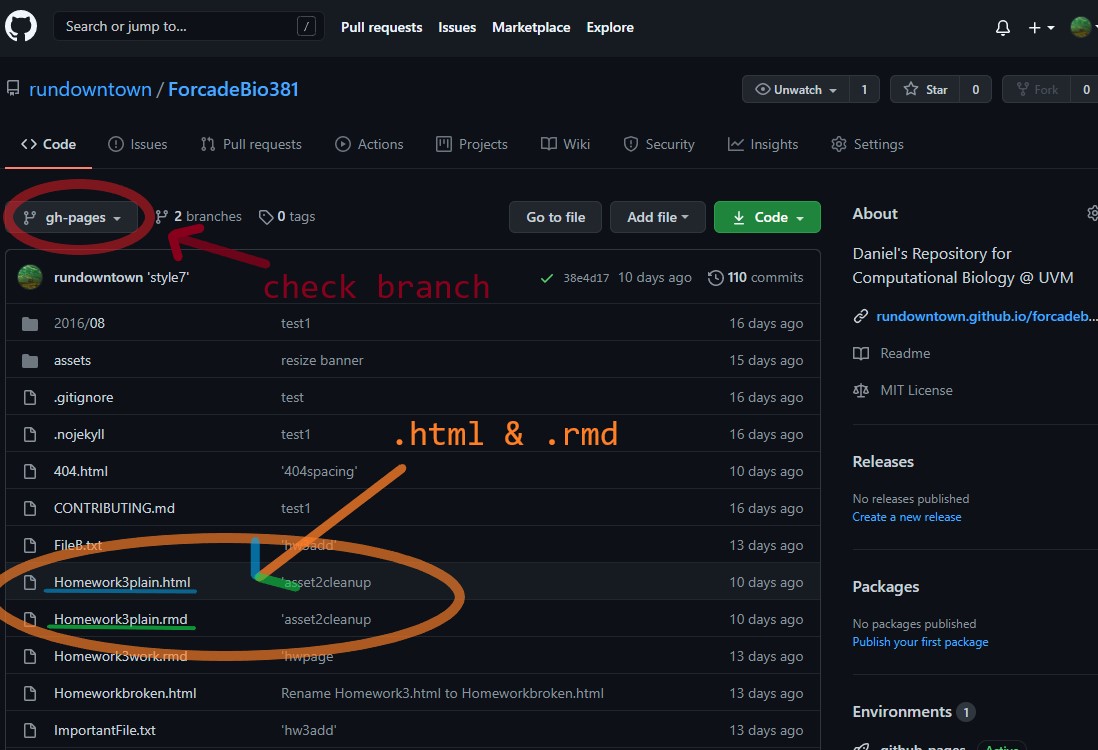 Search or jump to... /
Pull requests Issues Marketplace Explore
rundowntown / ForcadeBio381
Unwatch 1 Star 0 Fork 0
Code Issues Pull requests Actions Projects Wiki Security Insights Settings
gh-pages 2 branches 0 tags Go to file Add file Code
rundowntown 'style7' 38e4d17 10 days ago 110 commits
check branch
2016/08 test1 16 days ago
assets resize banner 15 days ago
.gitignore test 16 days ago
.nojekyll test1 16 days ago
.html & .rmd
404.html '404spacing' 10 days ago
CONTRIBUTING.md test1 16 days ago
FileB.txt 'hw3add' 13 days ago
Homework3plain.html 'asset2cleanup 10 days ago
Homework3plain.rmd 'asset2cleanup 10 days ago
Homework3work.rmd 'hwpage 13 days ago
Homeworkbroken.html Rename Homework3.html to Homeworkbroken.html 13 days ago
ImportantFile.txt 'hw3add' 13 days ago
About
Daniel's Repository for
Computational Biology @ UVM
rundowntown.github.io/forcadeb...
Readme
MIT License
Releases
No releases published
Create a new release
Packages
No packages published
Publish your first package
Environments 1
github-pages Active